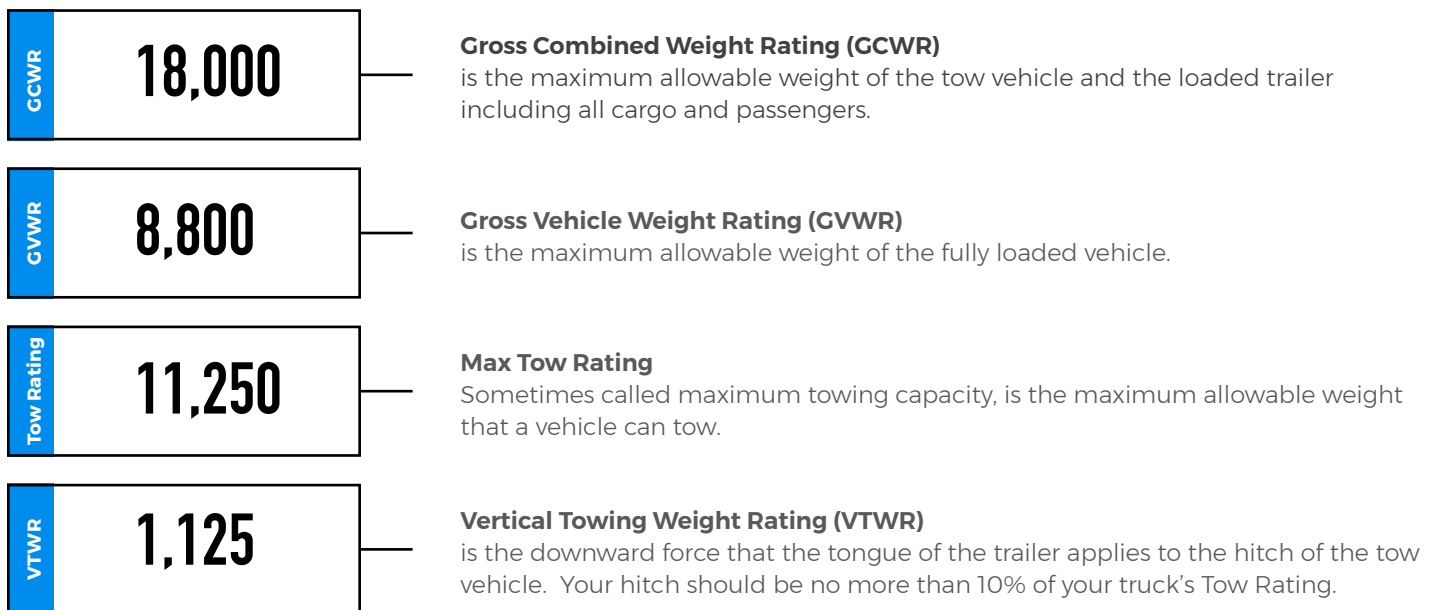 GCWR
18,000
Gross Combined Weight Rating (GCWR)
is the maximum allowable weight of the tow vehicle and the loaded trailer
including all cargo and passengers.
GVWR
8,800
Gross Vehicle Weight Rating (GVWR)
is the maximum allowable weight of the fully loaded vehicle.
Tow Rating
11,250
Max Tow Rating
Sometimes called maximum towing capacity, is the maximum allowable weight
that a vehicle can tow.
VTWR
1,125
Vertical Towing Weight Rating (VTWR)
is the downward force that the tongue of the trailer applies to the hitch of the tow
vehicle.  Your hitch should be no more than 10% of your truck's Tow Rating.